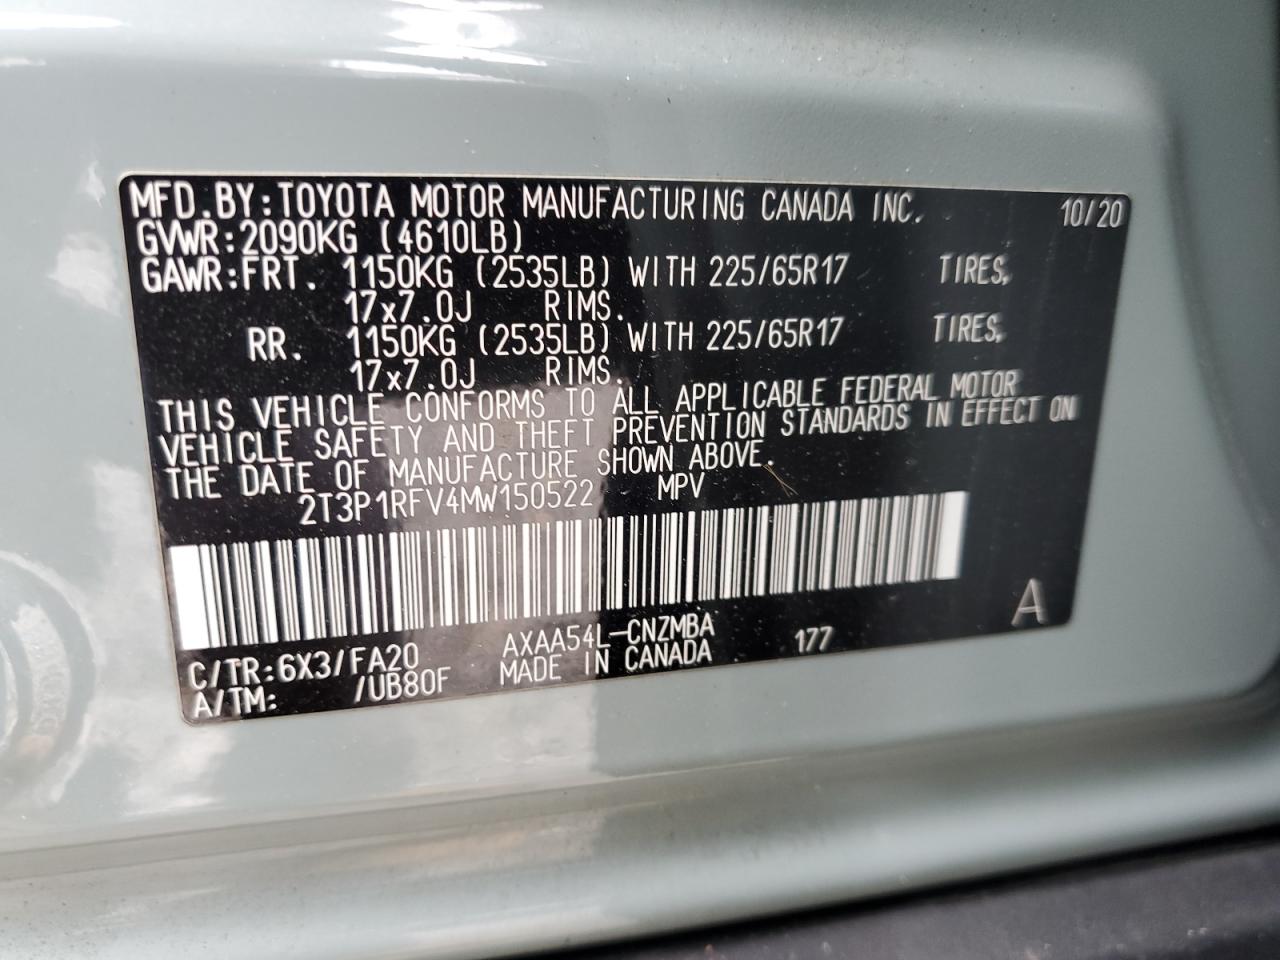 MFD.BY:TOYOTA MOTOR MANUFACTURING CANADA INC. 10/20
GVWR:2090KG (4610LB)
GAWR:FRT. 1150KG (2535LB) WITH 225/65R17 TIRES,
17x7.0J RIMS.
RR. 1150KG (2535LB) WITH 225/65R17 TIRES,
17x7.0J RIMS.
THIS VEHICLE CONFORMS TO ALL APPLICABLE FEDERAL MOTOR
VEHICLE SAFETY AND THEFT PREVENTION STANDARDS IN EFFECT ON
THE DATE OF MANUFACTURE SHOWN ABOVE.
2T3P1RFV4MW150522 MPV
A
C/TR:6X3/FA20 AXAA54L-CNZMBA 177
A/TM: /UB80F MADE IN CANADA